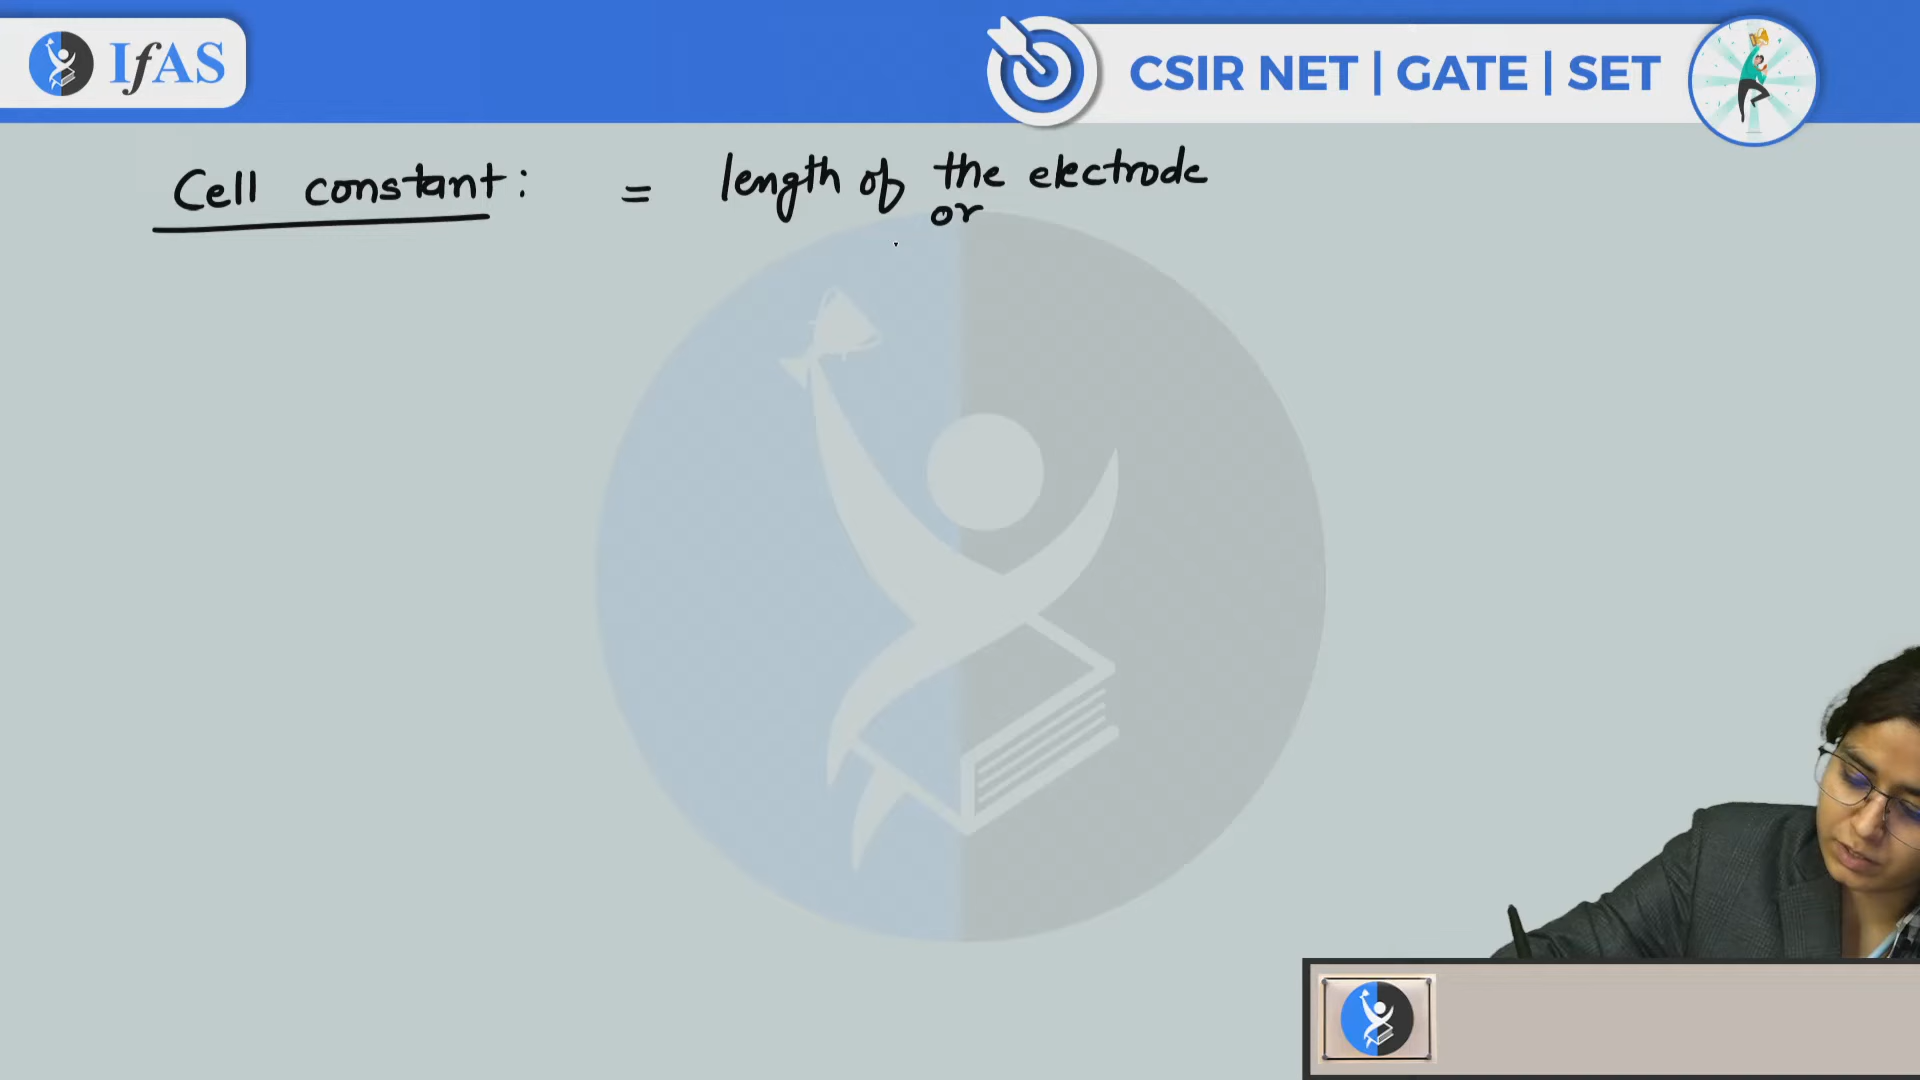 IfAS
CSIR NET | GATE | SET
Cell constant : = length of the electrode
or